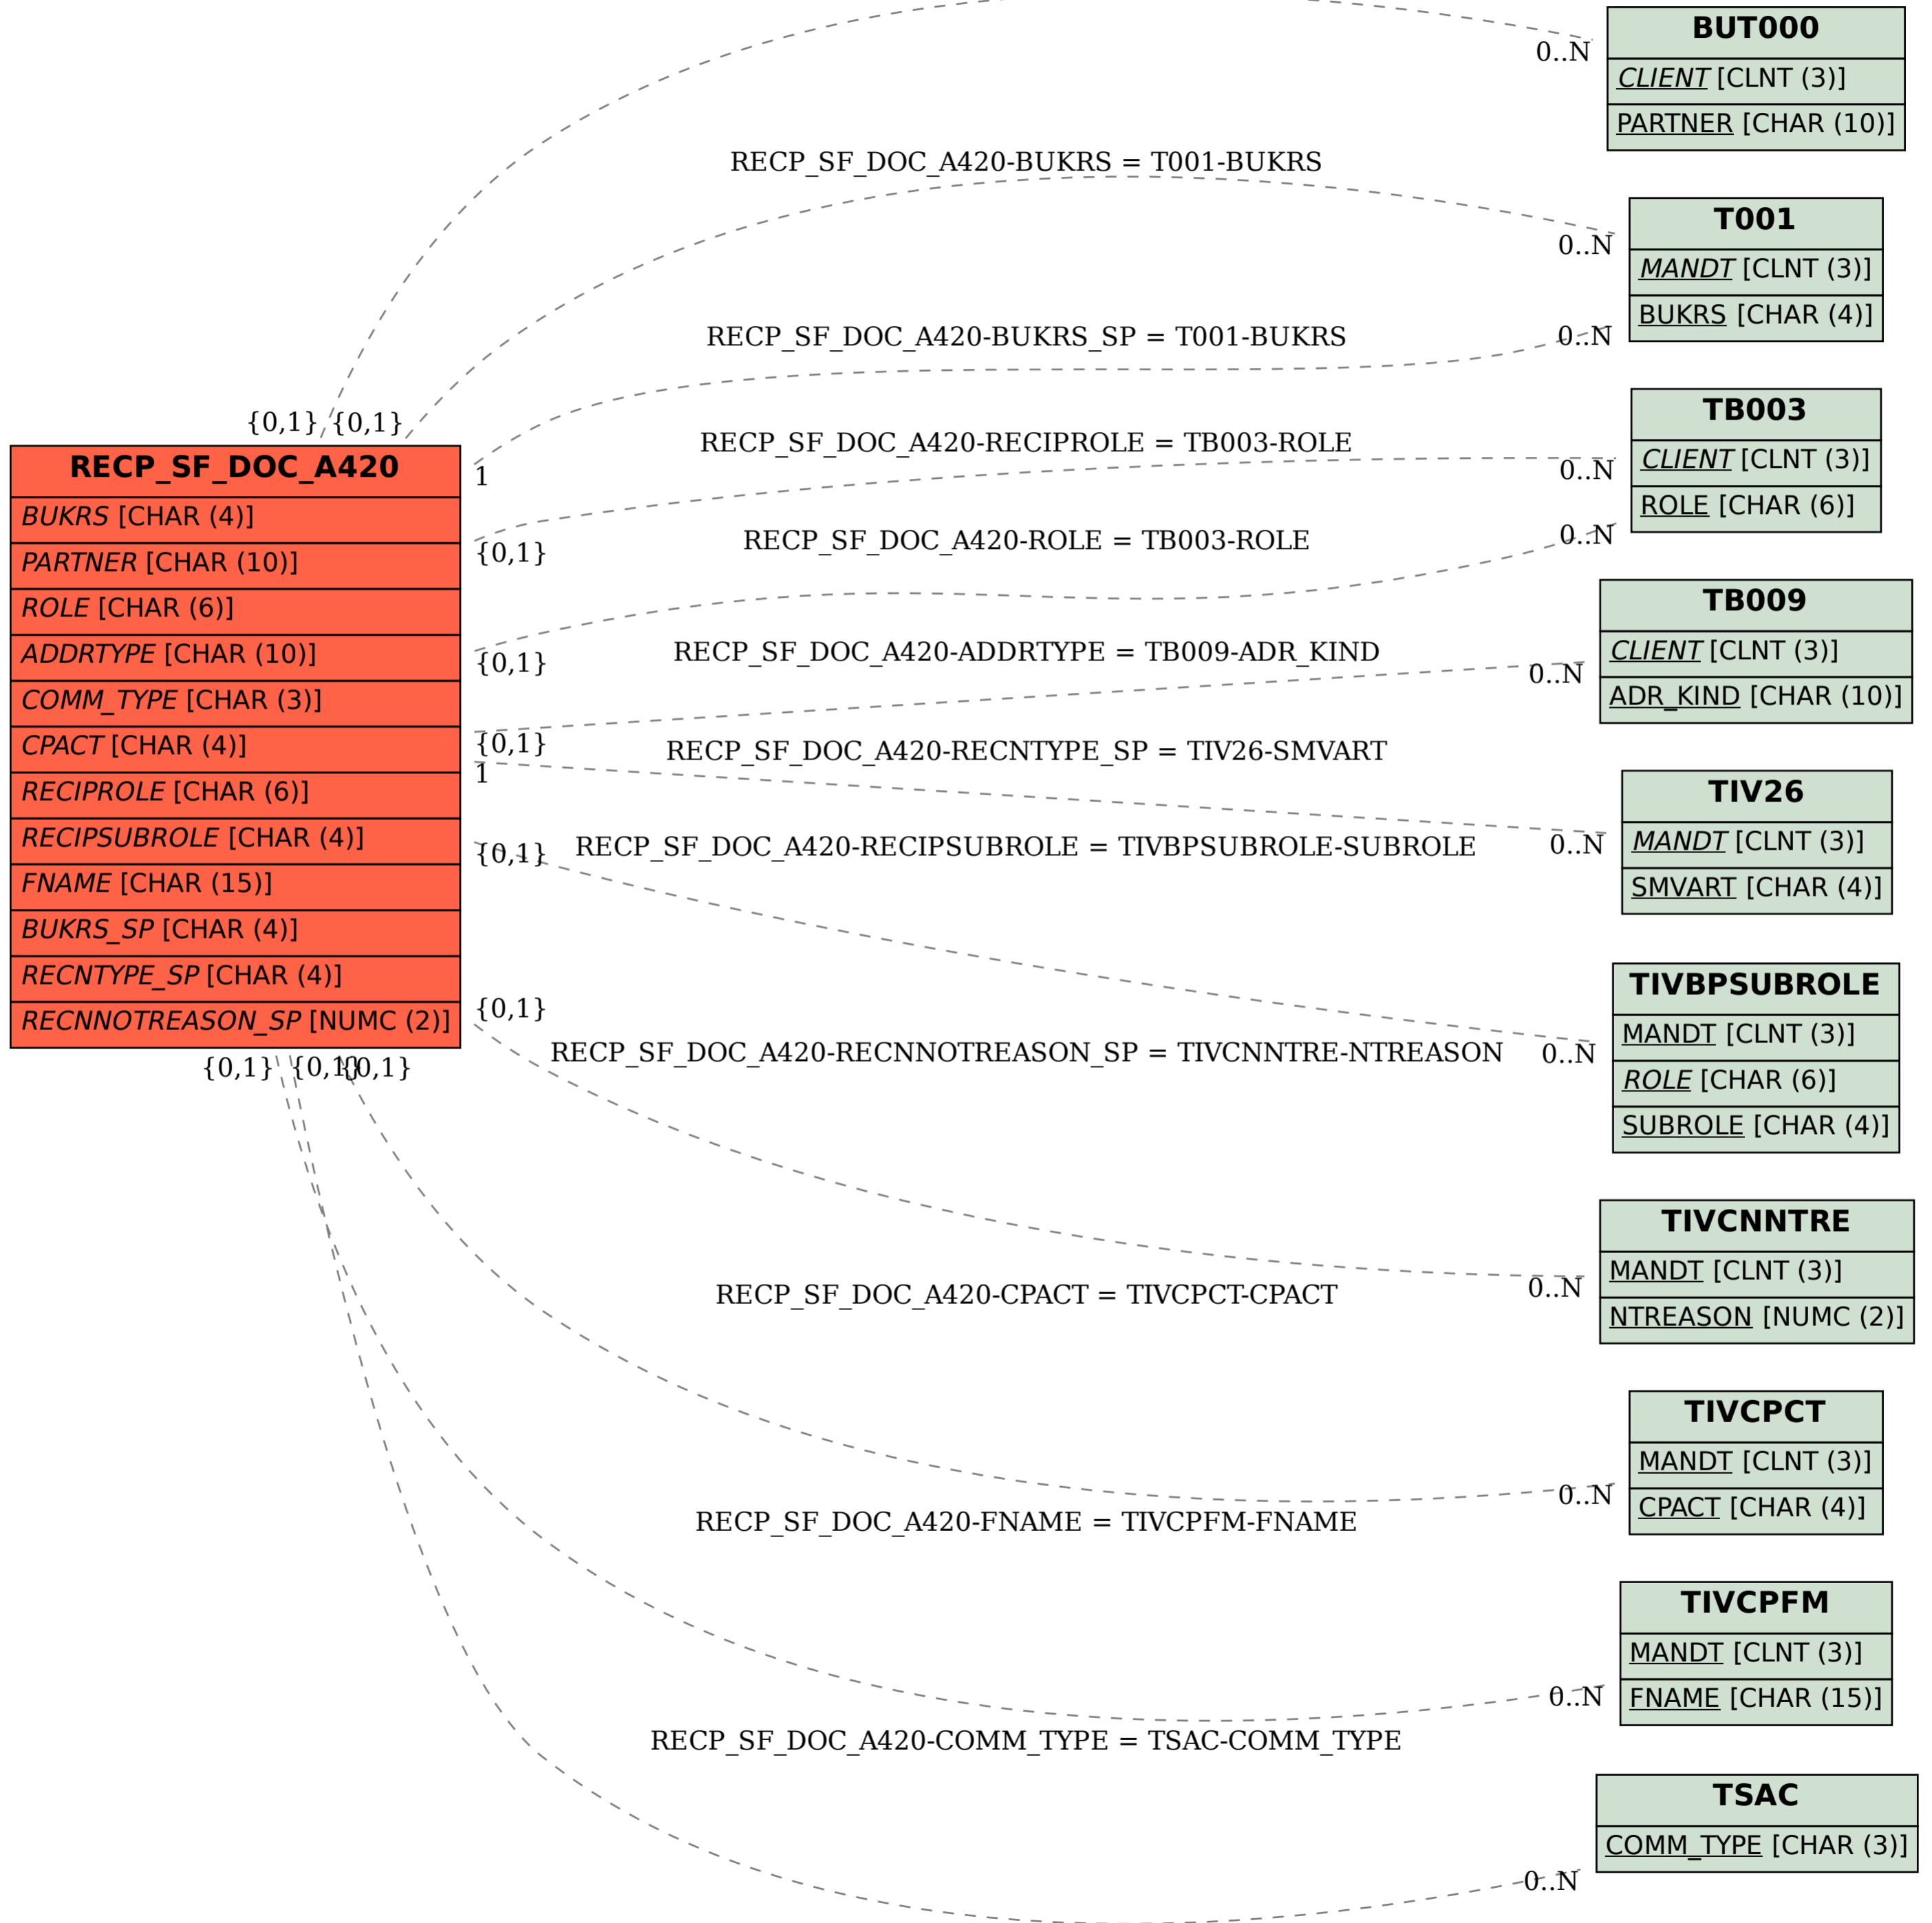 RECP_SF_DOC_A420
BUKRS [CHAR (4)]
PARTNER [CHAR (10)]
ROLE [CHAR (6)]
ADDRTYPE [CHAR (10)]
COMM_TYPE [CHAR (3)]
CPACT [CHAR (4)]
RECIPROLE [CHAR (6)]
RECIPSUBROLE [CHAR (4)]
FNAME [CHAR (15)]
BUKRS_SP [CHAR (4)]
RECNTYPE_SP [CHAR (4)]
RECNNOTREASON_SP [NUMC (2)]
{0,1}
{0,1}
1
{0,1}
{0,1}
{0,1}
1
{0,1}
{0,1}
{0,1}
{0,1}
{0,1}
RECP_SF_DOC_A420-BUKRS = T001-BUKRS
RECP_SF_DOC_A420-BUKRS_SP = T001-BUKRS
RECP_SF_DOC_A420-RECIPROLE = TB003-ROLE
RECP_SF_DOC_A420-ROLE = TB003-ROLE
RECP_SF_DOC_A420-ADDRTYPE = TB009-ADR_KIND
RECP_SF_DOC_A420-RECNTYPE_SP = TIV26-SMVART
RECP_SF_DOC_A420-RECIPSUBROLE = TIVBPSUBROLE-SUBROLE
RECP_SF_DOC_A420-RECNNOTREASON_SP = TIVCNNTRE-NTREASON
RECP_SF_DOC_A420-CPACT = TIVCPCT-CPACT
RECP_SF_DOC_A420-FNAME = TIVCPFM-FNAME
RECP_SF_DOC_A420-COMM_TYPE = TSAC-COMM_TYPE
0..N
0..N
0..N
0..N
0..N
0..N
0..N
0..N
0..N
0..N
0..N
0..N
BUT000
CLIENT [CLNT (3)]
PARTNER [CHAR (10)]
T001
MANDT [CLNT (3)]
BUKRS [CHAR (4)]
TB003
CLIENT [CLNT (3)]
ROLE [CHAR (6)]
TB009
CLIENT [CLNT (3)]
ADR_KIND [CHAR (10)]
TIV26
MANDT [CLNT (3)]
SMVART [CHAR (4)]
TIVBPSUBROLE
MANDT [CLNT (3)]
ROLE [CHAR (6)]
SUBROLE [CHAR (4)]
TIVCNNTRE
MANDT [CLNT (3)]
NTREASON [NUMC (2)]
TIVCPCT
MANDT [CLNT (3)]
CPACT [CHAR (4)]
TIVCPFM
MANDT [CLNT (3)]
FNAME [CHAR (15)]
TSAC
COMM_TYPE [CHAR (3)]